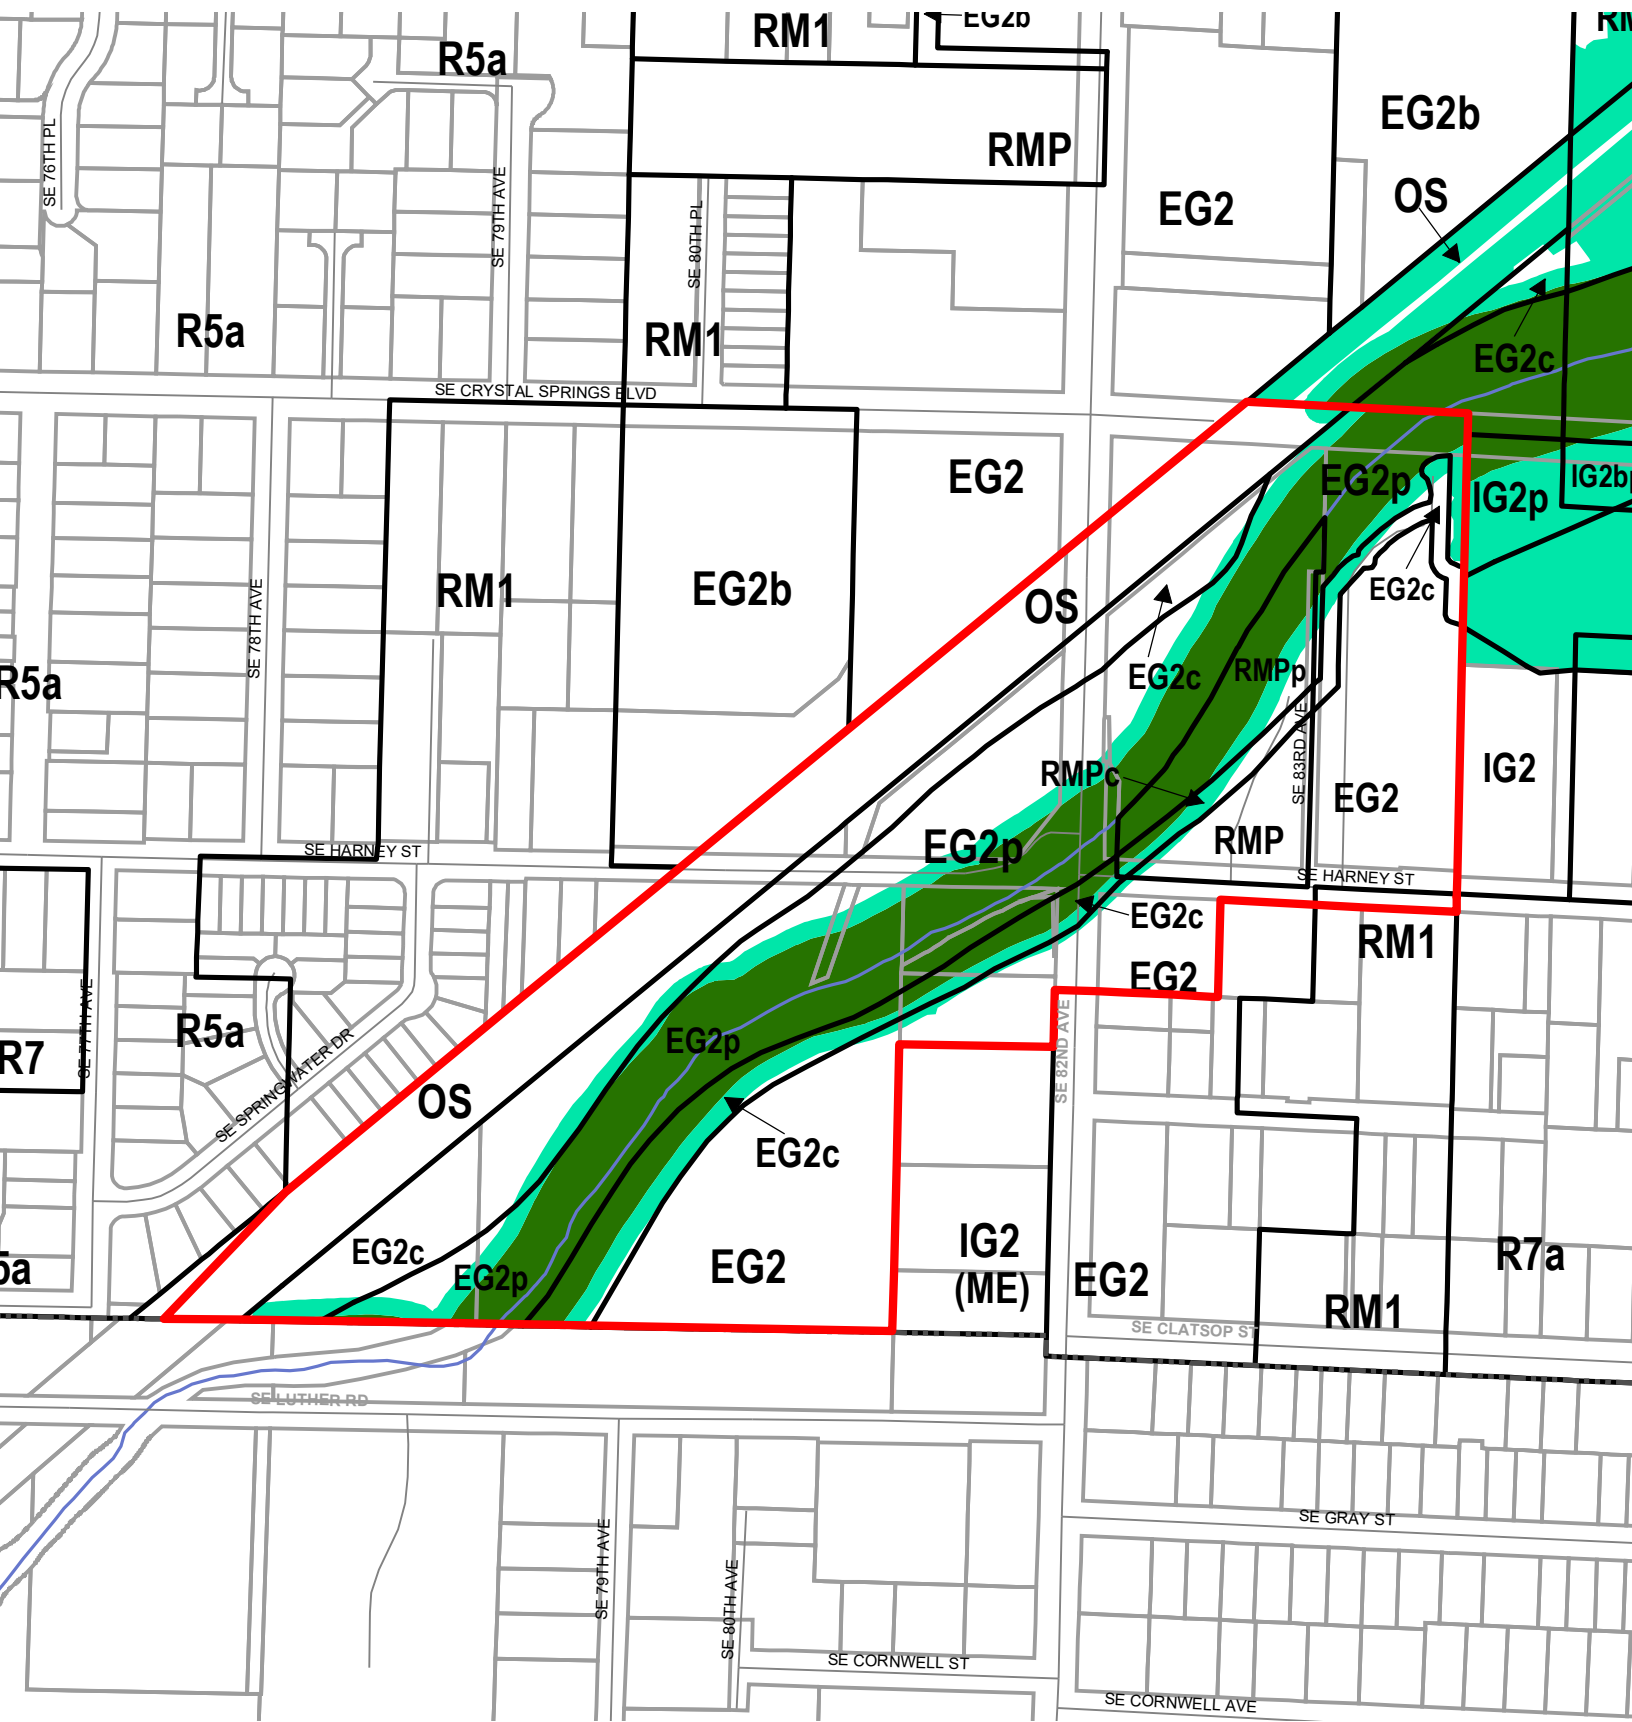 EG2b
RM1
R5a
EG2b
RMP
SE 76TH PL
SE 79TH AVE
OS
EG2
SE 80TH PL
R5a
RM1
EG2c
SE CRYSTAL SPRINGS BLVD
EG2
EG2p
IG2b
IG2p
RM1
EG2b
EG2c
OS
SE 78TH AVE
R5a
EG2c
RMPp
SE 83RD AVE
RMPc
IG2
EG2
EG2p
RMP
SE HARNEY ST
SE HARNEY ST
EG2c
RM1
EG2
SE 77TH AVE
R5a
EG2p
R7
SE 82ND AVE
SE SPRINGWATER DR
OS
EG2c
EG2c
IG2
(ME)
R7a
EG2p
EG2
EG2
5a
RM1
SE CLATSOP ST
SE LUTHER RD
SE GRAY ST
SE 79TH AVE
SE 80TH AVE
SE CORNWELL ST
SE CORNWELL AVE